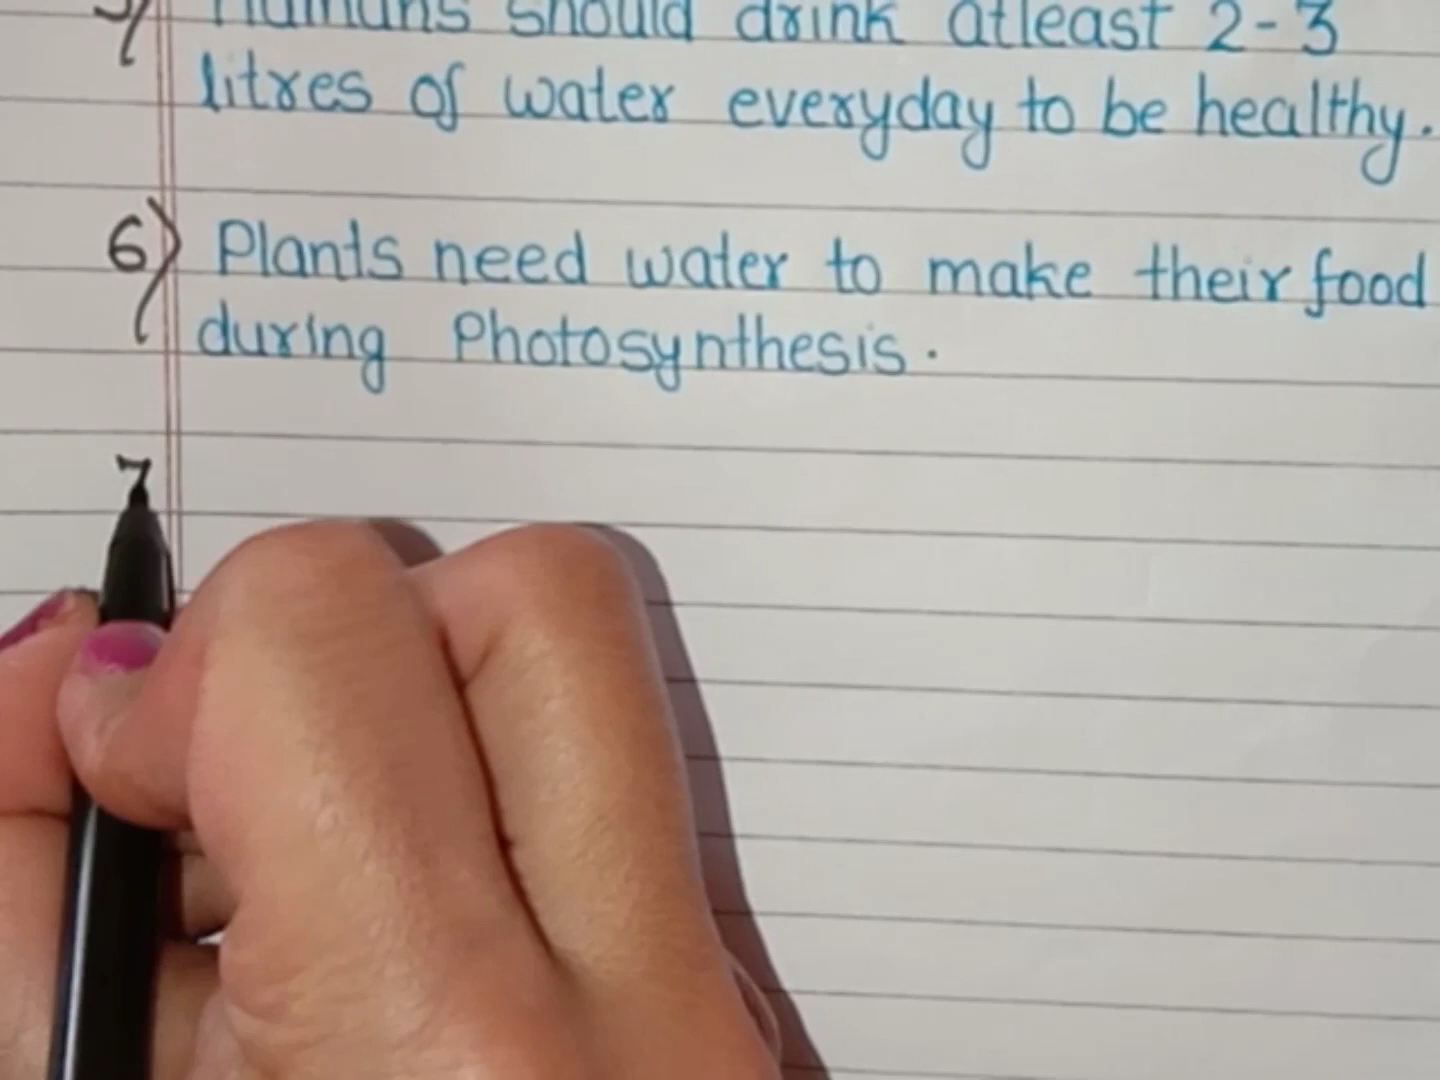 5) Humans should drink atleast 2-3
litres of water everyday to be healthy.
6) Plants need water to make their food
during Photosynthesis.
7